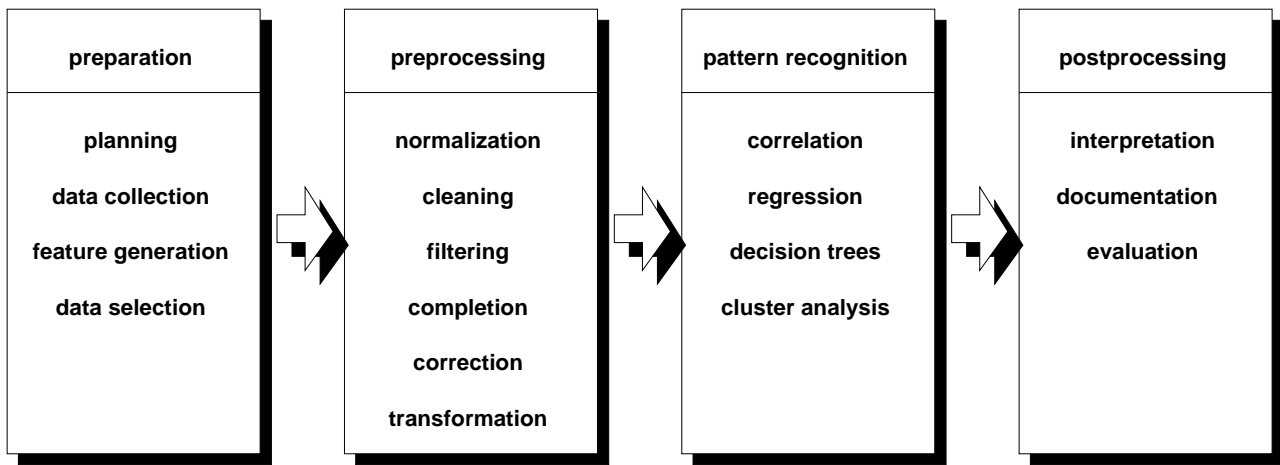 preparation
planning
data collection
feature generation
data selection
preprocessing
normalization
cleaning
filtering
completion
correction
transformation
pattern recognition
correlation
regression
decision trees
cluster analysis
postprocessing
interpretation
documentation
evaluation